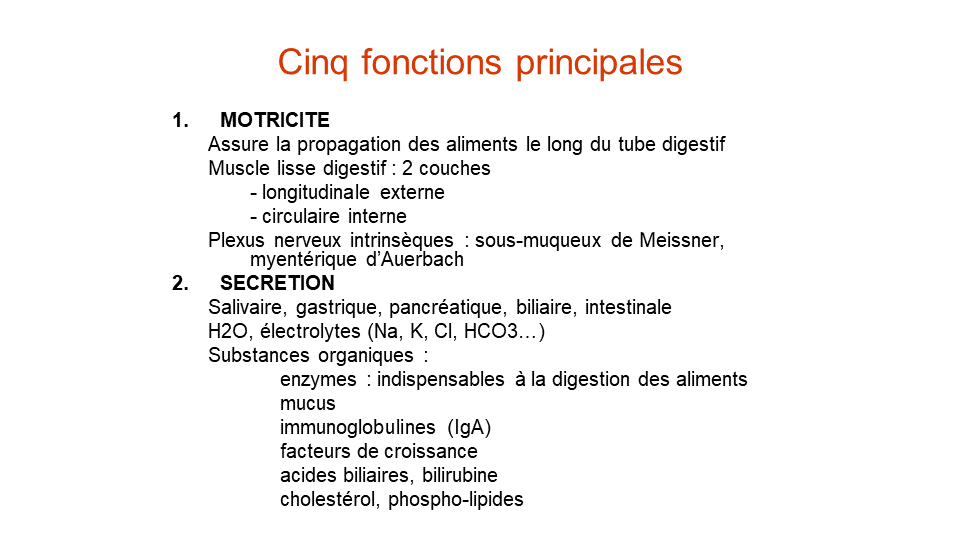 Cinq fonctions principales
1. MOTRICITE
Assure la propagation des aliments le long du tube digestif
Muscle lisse digestif : 2 couches
- longitudinale externe
- circulaire interne
Plexus nerveux intrinsèques : sous-muqueux de Meissner,
myentérique d’Auerbach
2. SECRETION
Salivaire, gastrique, pancréatique, biliaire, intestinale
H2O, électrolytes (Na, K, Cl, HCO3…)
Substances organiques :
enzymes : indispensables à la digestion des aliments
mucus
immunoglobulines (IgA)
facteurs de croissance
acides biliaires, bilirubine
cholestérol, phospho-lipides